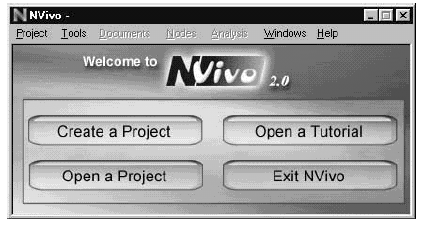 NVivo -
Project Tools Documents Nodes Analysis Windows Help
Welcome to NVivo 2.0
Create a Project Open a Tutorial
Open a Project Exit NVivo